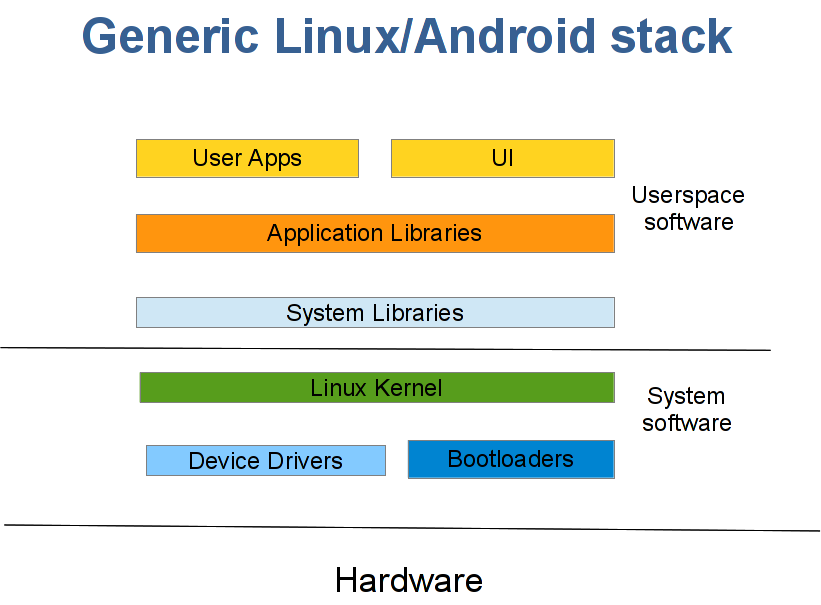 Generic Linux/Android stack
User Apps
UI
Userspace
software
Application Libraries
System Libraries
Linux Kernel
System
software
Device Drivers
Bootloaders
Hardware